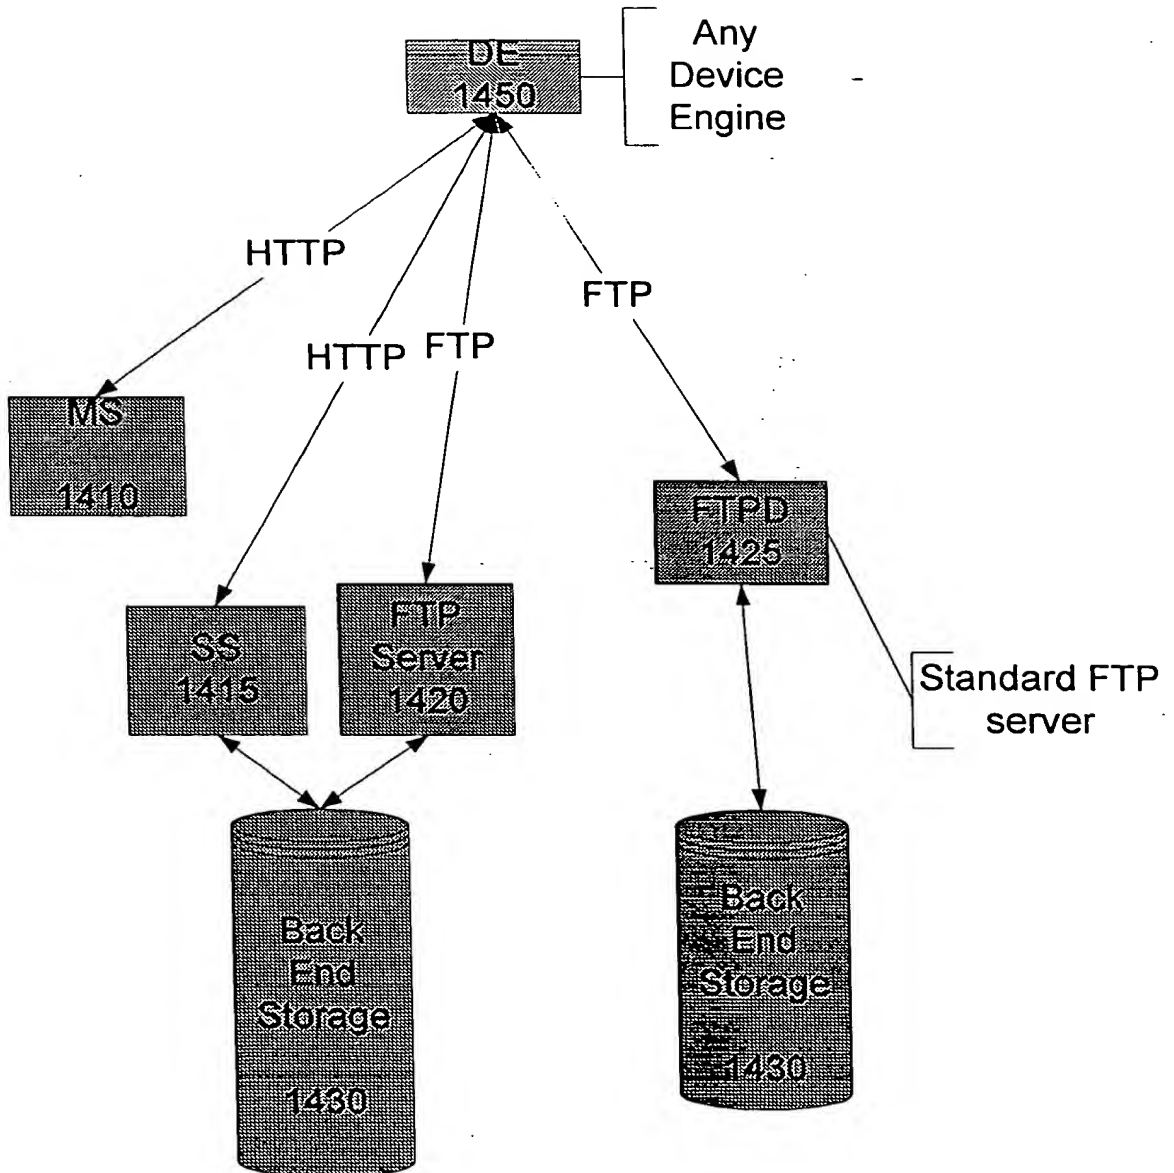 DE
1450
Any
Device
Engine
HTTP
FTP
HTTP
FTP
MS
1410
FTPD
1425
SS
1415
FTP
Server
1420
Standard FTP
server
Back
End
Storage
1430
Back
End
Storage
1430